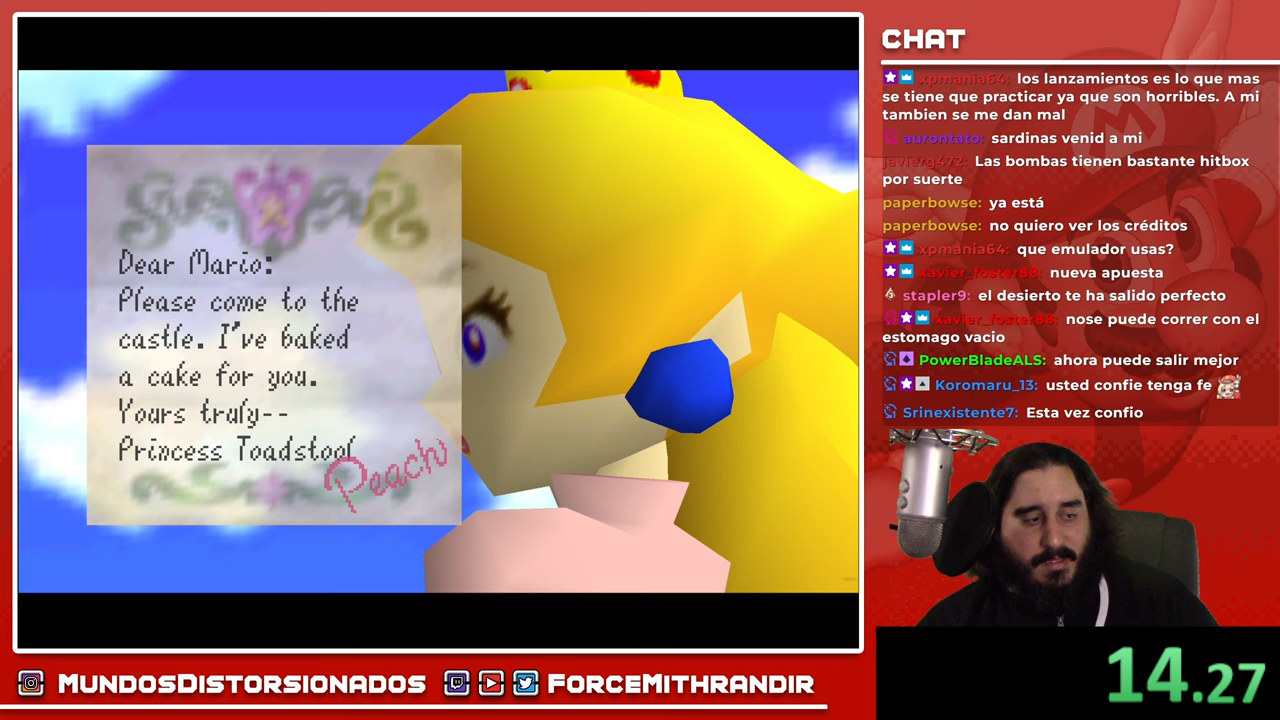 Dear Mario:
Please come to the
castle. I've baked
a cake for you.
Yours truly--
Princess Toadstool
Peach
CHAT
xpmania64: los lanzamientos es lo que mas
se tiene que practicar ya que son horribles. A mi
tambien se me dan mal
aurontato: sardinas venid a mi
javierg472: Las bombas tienen bastante hitbox
por suerte
paperbowse: ya está
paperbowse: no quiero ver los créditos
xpmania64: que emulador usas?
xavier_foster88: nueva apuesta
stapler9: el desierto te ha salido perfecto
xavier_foster88: nose puede correr con el
estomago vacio
PowerBladeALS: ahora puede salir mejor
Koromaru_13: usted confie tenga fe
Srinexistente7: Esta vez confio
MUNDOSDISTORSIONADOS
FORCEMITHRANDIR
14.27